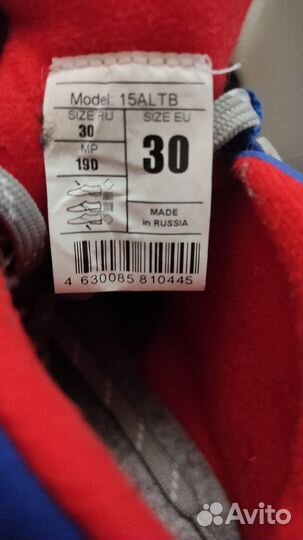 Model: 15ALTB
SIZE RU
30
MP
190
SIZE EU
30
MADE
IN RUSSIA
4 630085 810445
Avito